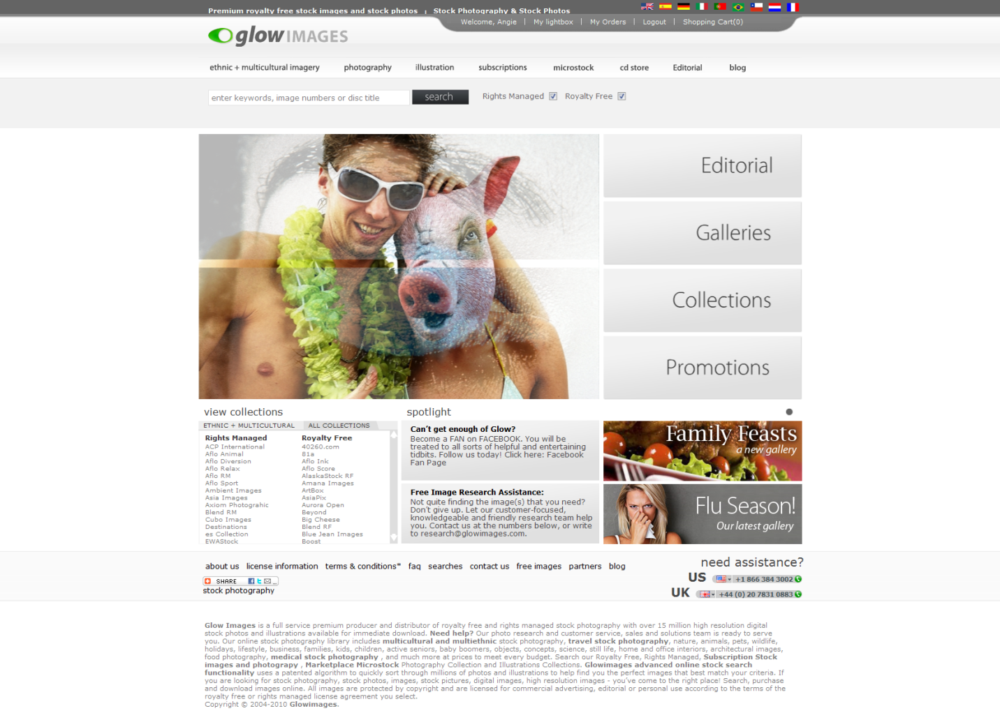 Premium royalty free stock images and stock photos | Stock Photography & Stock Photos
Welcome, Angie | My lightbox | My Orders | Logout | Shopping Cart(0)
glow IMAGES
ethnic + multicultural imagery photography illustration subscriptions microstock cd store Editorial blog
enter keywords, image numbers or disc title search Rights Managed Royalty Free
Editorial
Galleries
Collections
Promotions
view collections
ETHNIC + MULTICULTURAL ALL COLLECTIONS
Rights Managed Royalty Free
ACP International 40260.com
Aflo Animal 81a
Aflo Diversion Aflo Ink
Aflo Relax Aflo Score
Aflo RM AlaskaStock RF
Aflo Sport Amana Images
Ambient Images ArtBox
Asia Images AsiaPix
Axiom Photograhic Aurora Open
Blend RM Beyond
Cubo Images Big Cheese
Destinations Blend RF
es Collection Blue Jean Images
EWAStock Boost
spotlight
Can't get enough of Glow?
Become a FAN on FACEBOOK. You will be
treated to all sorts of helpful and entertaining
tidbits. Follow us today! Click here: Facebook
Fan Page
Free Image Research Assistance:
Not quite finding the image(s) that you need?
Don't give up. Let our customer-focused,
knowledgeable and friendly research team help
you. Contact us at the numbers below, or write
to research@glowimages.com.
Family Feasts
a new gallery
Flu Season!
Our latest gallery
about us license information terms & conditions* faq searches contact us free images partners blog
SHARE ...
stock photography
need assistance?
US +1 866 384 3002
UK +44 (0) 20 7831 0883
Glow Images is a full service premium producer and distributor of royalty free and rights managed stock photography with over 15 million high resolution digital
stock photos and illustrations available for immediate download. Need help? Our photo research and customer service, sales and solutions team is ready to serve
you. Our online stock photography library includes multicultural and multiethnic stock photography, travel stock photography, nature, animals, pets, wildlife,
holidays, lifestyle, business, families, kids, children, active seniors, baby boomers, objects, concepts, science, still life, home and office interiors, architectural images,
food photography, medical stock photography , and much more at prices to meet every budget. Search our Royalty Free, Rights Managed, Subscription Stock
images and photograpy , Marketplace Microstock Photography Collection and Illustrations Collections. Glowimages advanced online stock search
functionality uses a patented algorithm to quickly sort through millions of photos and illustrations to help find you the perfect images that best match your criteria. If
you are looking for stock photography, stock photos, images, stock pictures, digital images, high resolution images - you've come to the right place! Search, purchase
and download images online. All images are protected by copyright and are licensed for commercial advertising, editorial or personal use according to the terms of the
royalty free or rights managed license agreement you select.
Copyright © 2004-2010 Glowimages.